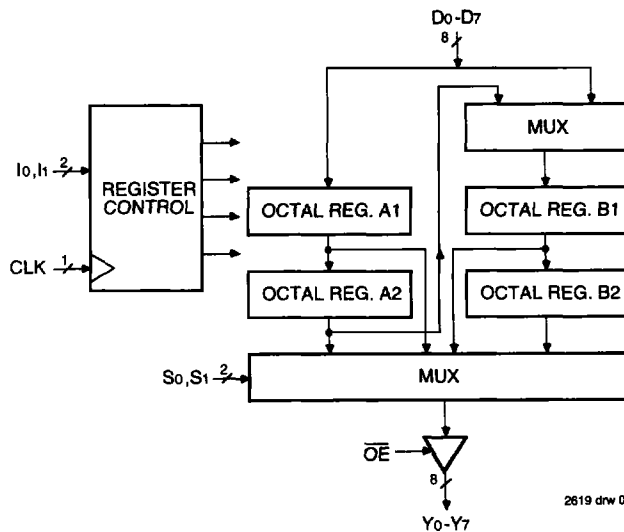 D0-D7
8
MUX
I0,I1 2
REGISTER
CONTROL
OCTAL REG. A1
OCTAL REG. B1
CLK 1
OCTAL REG. A2
OCTAL REG. B2
S0,S1 2
MUX
OE
8
2619 drw 0
Y0-Y7